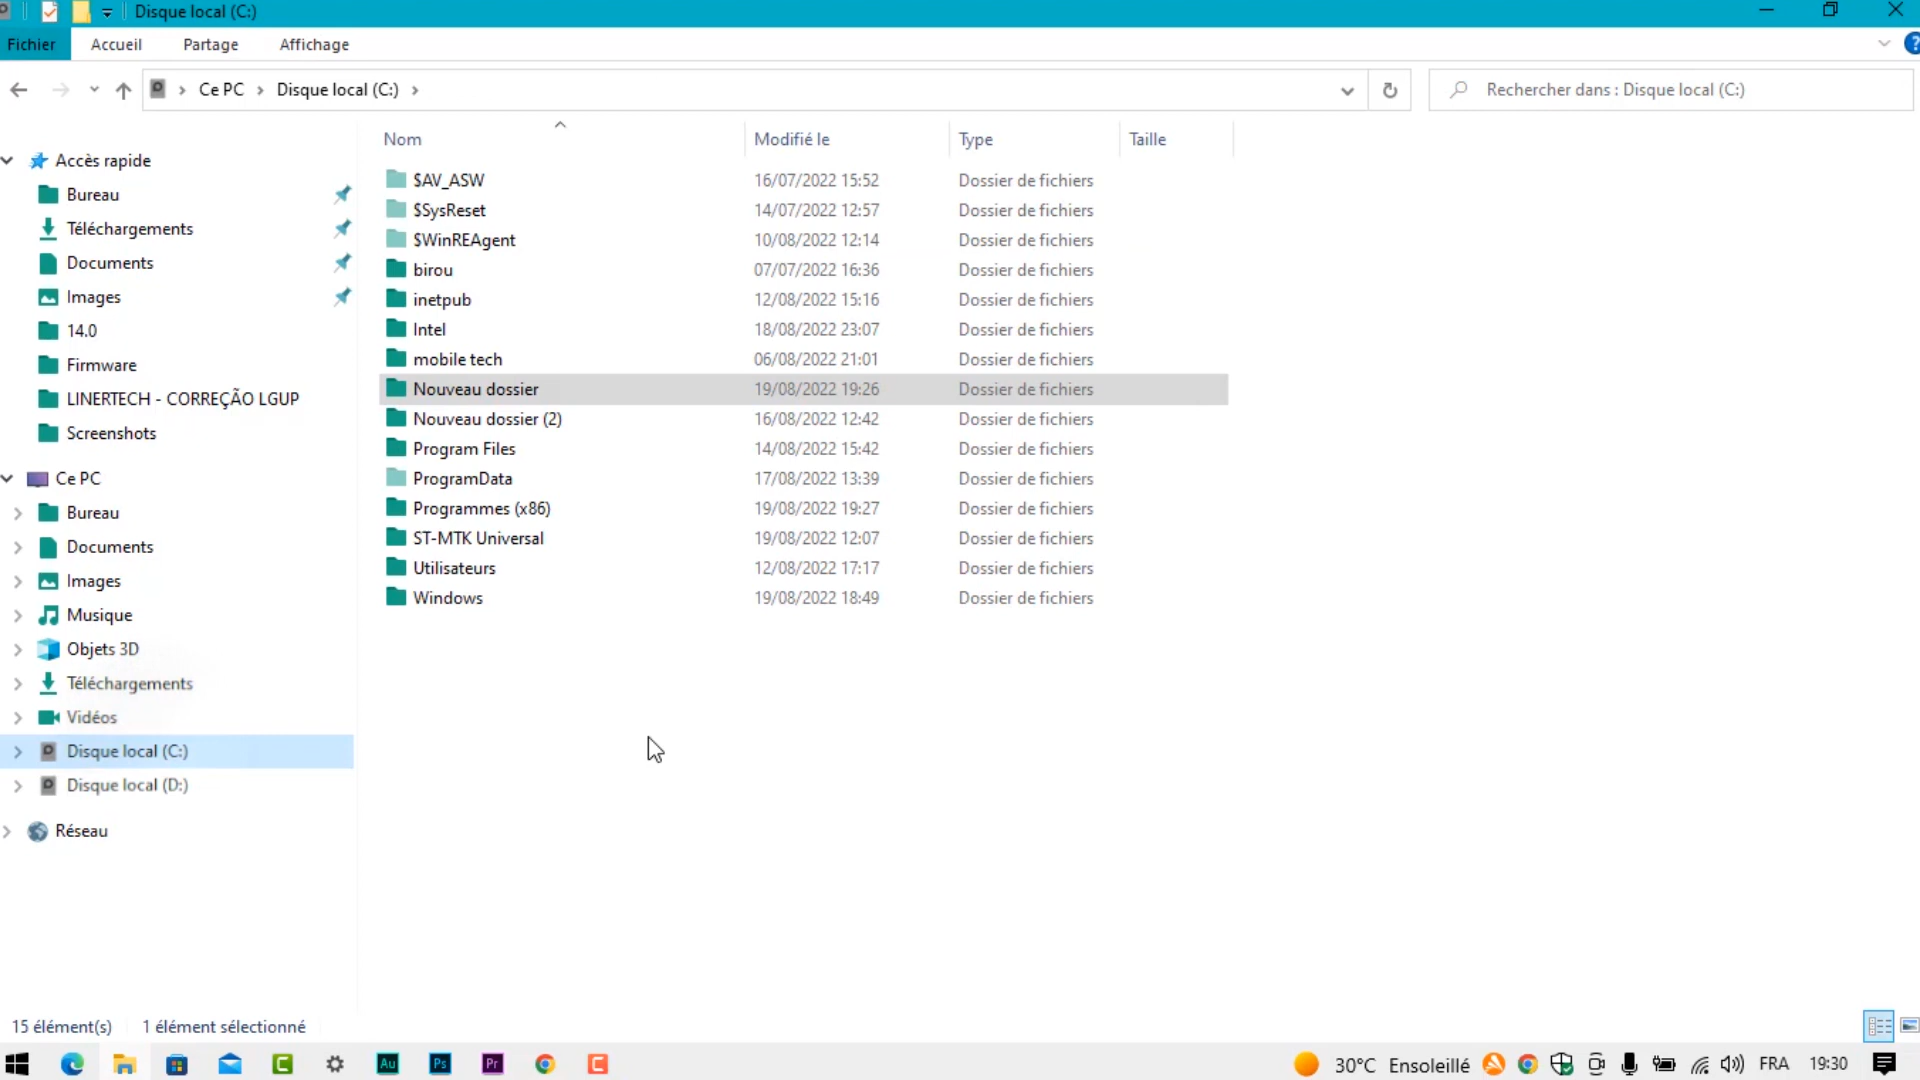 Disque local (C:)
Fichier Accueil Partage Affichage
Ce PC Disque local (C:) Rechercher dans : Disque local (C:)
Nom Modifié le Type Taille
Accès rapide
Bureau
Téléchargements
Documents
Images
14.0
Firmware
LINERTECH - CORREÇÃO LGUP
Screenshots
Ce PC
Bureau
Documents
Images
Musique
Objets 3D
Téléchargements
Vidéos
Disque local (C:)
Disque local (D:)
Réseau
$AV_ASW 16/07/2022 15:52 Dossier de fichiers
$SysReset 14/07/2022 12:57 Dossier de fichiers
$WinREAgent 10/08/2022 12:14 Dossier de fichiers
birou 07/07/2022 16:36 Dossier de fichiers
inetpub 12/08/2022 15:16 Dossier de fichiers
Intel 18/08/2022 23:07 Dossier de fichiers
mobile tech 06/08/2022 21:01 Dossier de fichiers
Nouveau dossier 19/08/2022 19:26 Dossier de fichiers
Nouveau dossier (2) 16/08/2022 12:42 Dossier de fichiers
Program Files 14/08/2022 15:42 Dossier de fichiers
ProgramData 17/08/2022 13:39 Dossier de fichiers
Programmes (x86) 19/08/2022 19:27 Dossier de fichiers
ST-MTK Universal 19/08/2022 12:07 Dossier de fichiers
Utilisateurs 12/08/2022 17:17 Dossier de fichiers
Windows 19/08/2022 18:49 Dossier de fichiers
15 élément(s) 1 élément sélectionné
Au Ps Pr 30°C Ensoleillé FRA 19:30